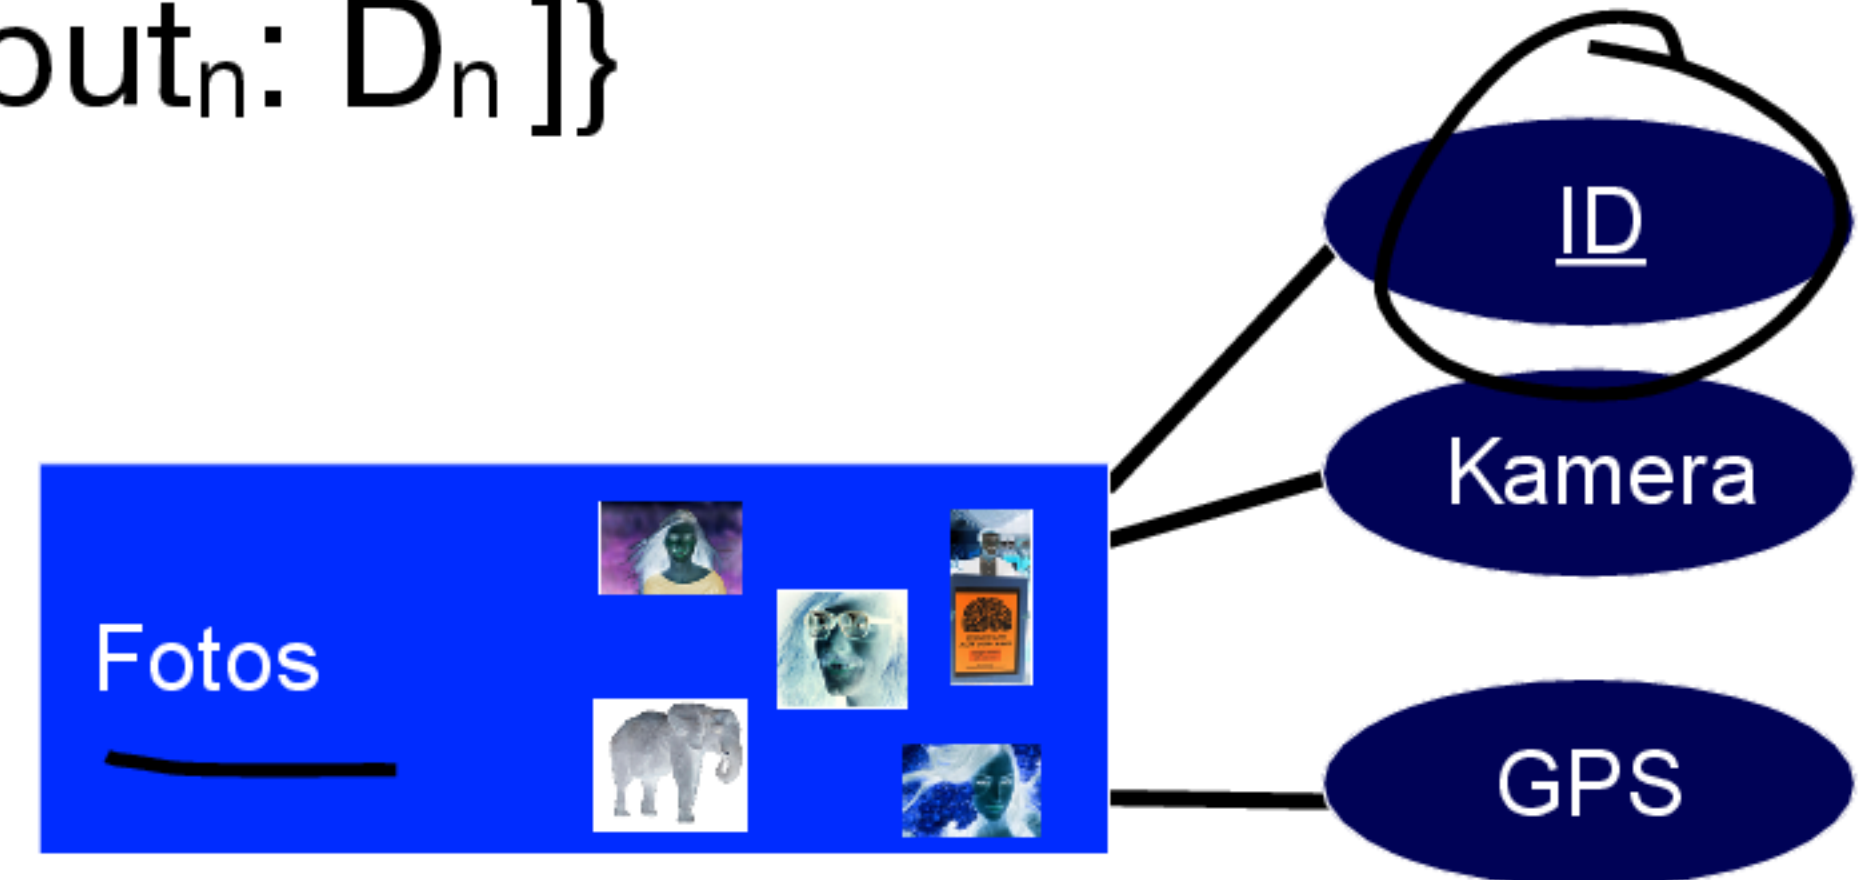 outₙ: Dₙ ]}
ID
Kamera
Fotos
GPS